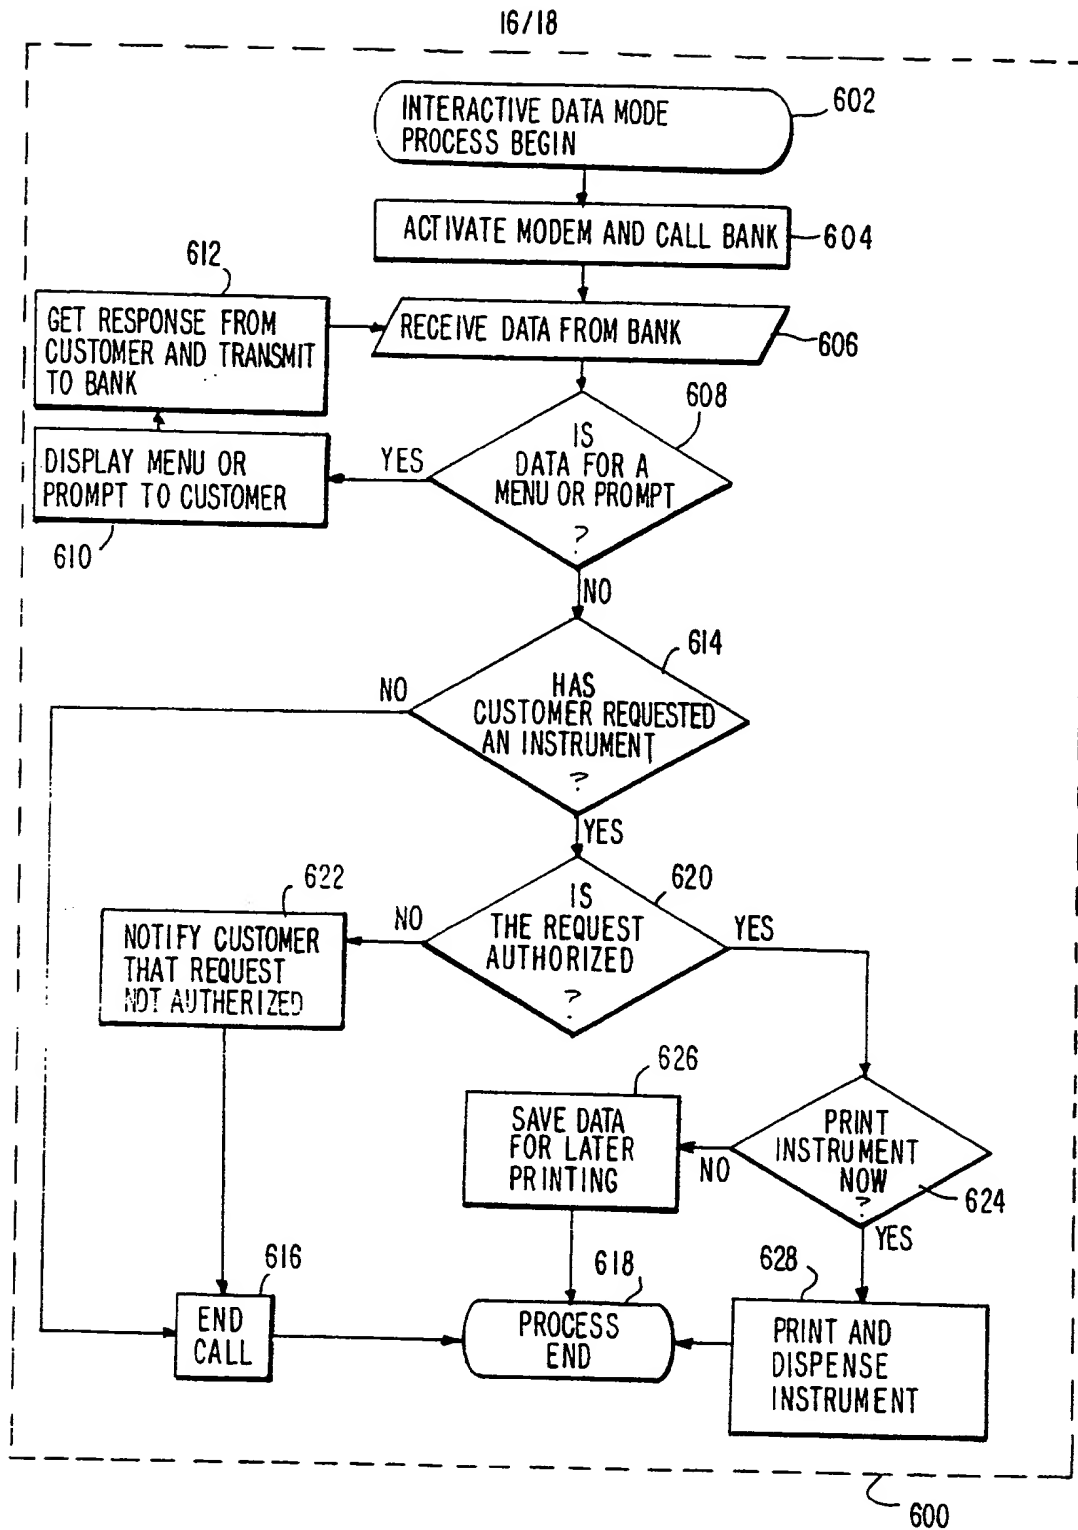 16/18
INTERACTIVE DATA MODE
PROCESS BEGIN
602
ACTIVATE MODEM AND CALL BANK
604
612
GET RESPONSE FROM
CUSTOMER AND TRANSMIT
TO BANK
RECEIVE DATA FROM BANK
606
608
IS
DATA FOR A
MENU OR PROMPT
?
YES
DISPLAY MENU OR
PROMPT TO CUSTOMER
610
NO
614
HAS
CUSTOMER REQUESTED
AN INSTRUMENT
?
NO
YES
622
620
IS
THE REQUEST
AUTHORIZED
?
NO
YES
NOTIFY CUSTOMER
THAT REQUEST
NOT AUTHERIZED
626
SAVE DATA
FOR LATER
PRINTING
NO
PRINT
INSTRUMENT
NOW
?
624
YES
616
END
CALL
618
PROCESS
END
628
PRINT AND
DISPENSE
INSTRUMENT
600